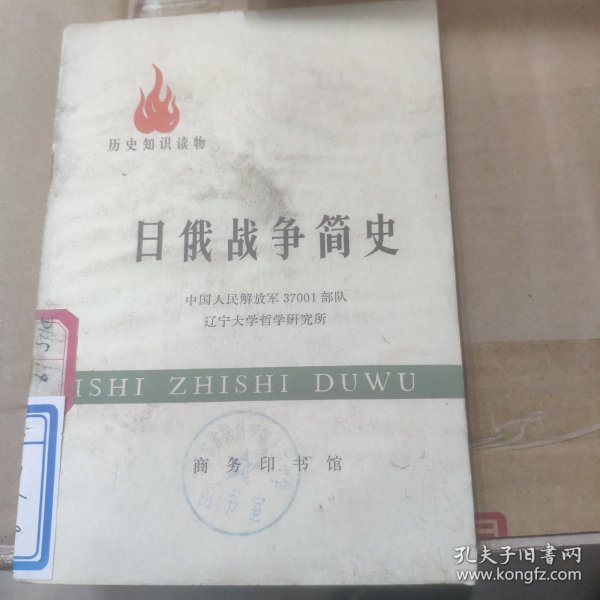 历史知识读物
日俄战争简史
中国人民解放军37001部队
辽宁大学哲学研究所
ISHI ZHISHI DUWU
商务印书馆
孔夫子旧书网
www.kongfz.com